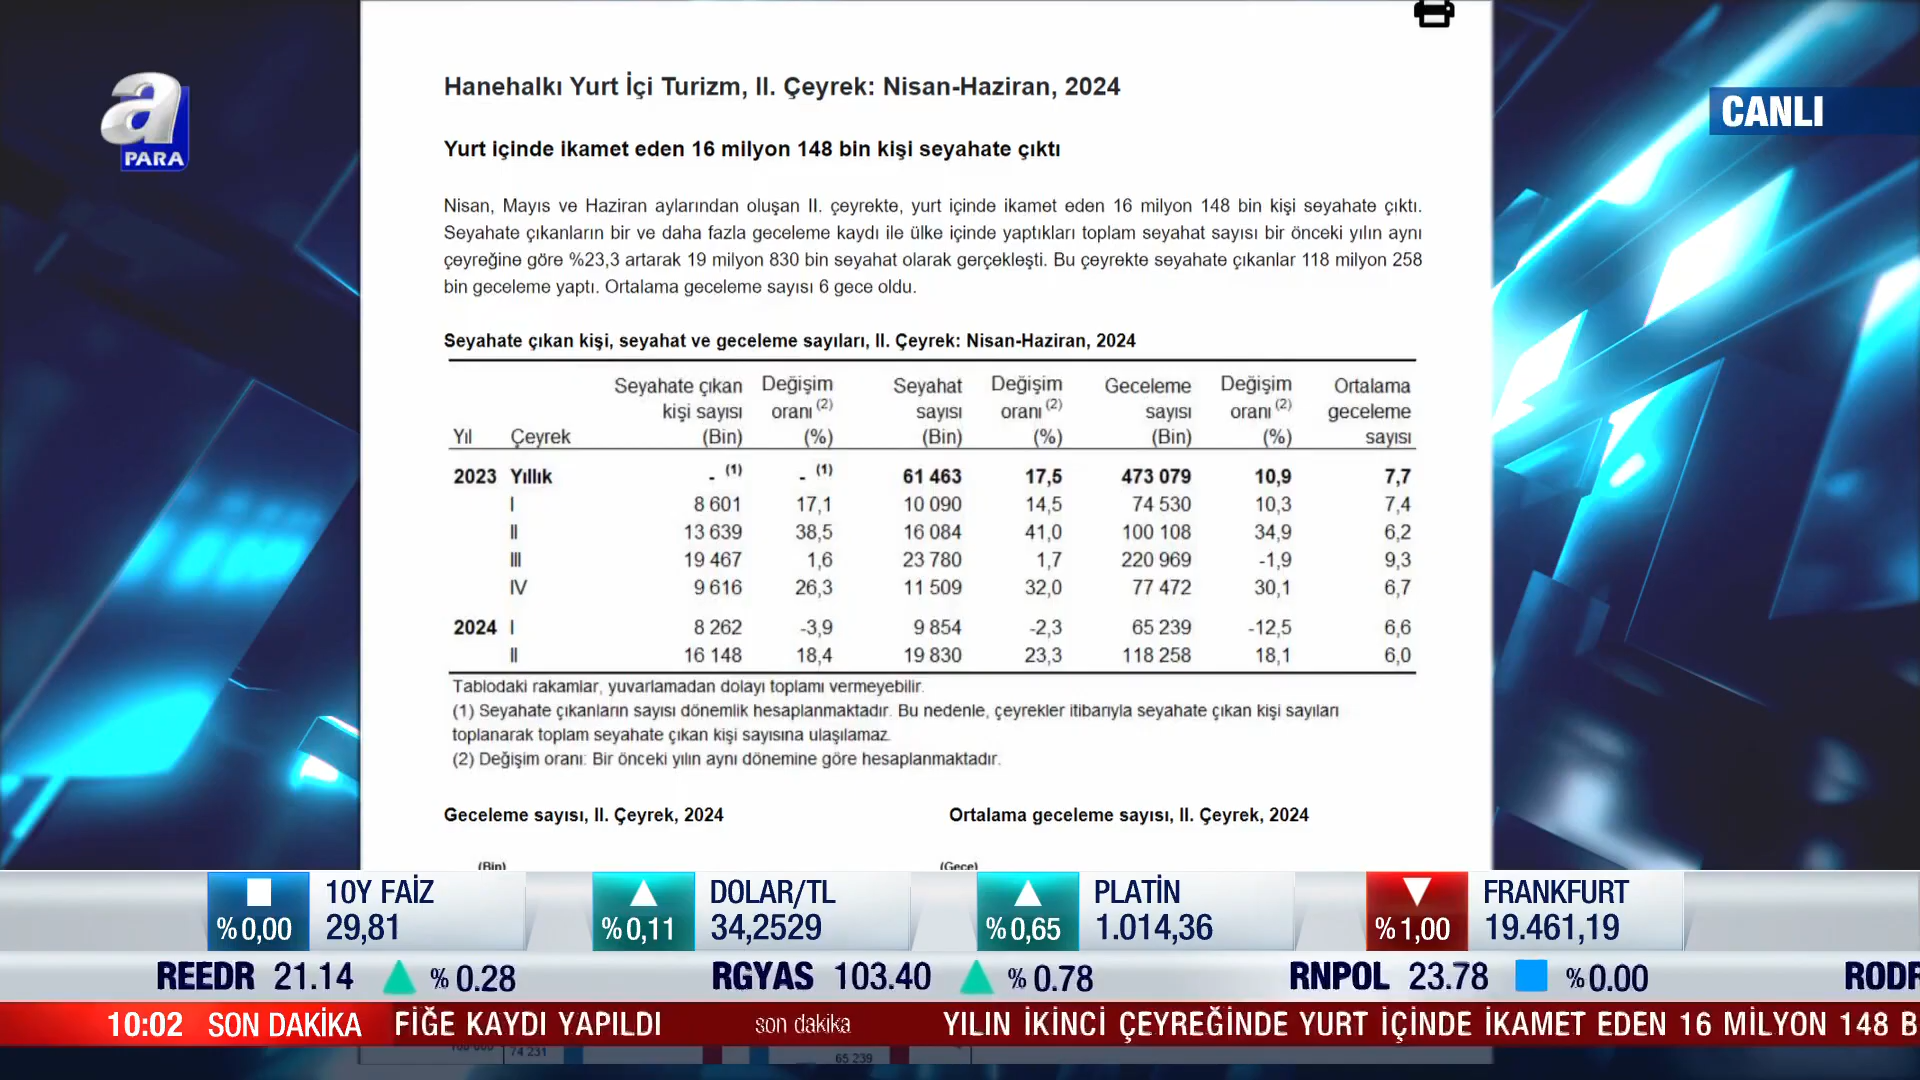 a
PARA
CANLI
Hanehalkı Yurt İçi Turizm, II. Çeyrek: Nisan-Haziran, 2024
Yurt içinde ikamet eden 16 milyon 148 bin kişi seyahate çıktı
Nisan, Mayıs ve Haziran aylarından oluşan II. çeyrekte, yurt içinde ikamet eden 16 milyon 148 bin kişi seyahate çıktı.
Seyahate çıkanların bir ve daha fazla geceleme kaydı ile ülke içinde yaptıkları toplam seyahat sayısı bir önceki yılın aynı
çeyreğine göre %23,3 artarak 19 milyon 830 bin seyahat olarak gerçekleşti. Bu çeyrekte seyahate çıkanlar 118 milyon 258
bin geceleme yaptı. Ortalama geceleme sayısı 6 gece oldu.
Seyahate çıkan kişi, seyahat ve geceleme sayıları, II. Çeyrek: Nisan-Haziran, 2024
Seyahate çıkan Değişim Seyahat Değişim Geceleme Değişim Ortalama
kişi sayısı oranı (2) sayısı oranı (2) sayısı oranı (2) geceleme
Yıl Çeyrek (Bin) (%) (Bin) (%) (Bin) (%) sayısı
2023 Yıllık - (1) - (1) 61 463 17,5 473 079 10,9 7,7
I 8 601 17,1 10 090 14,5 74 530 10,3 7,4
II 13 639 38,5 16 084 41,0 100 108 34,9 6,2
III 19 467 1,6 23 780 1,7 220 969 -1,9 9,3
IV 9 616 26,3 11 509 32,0 77 472 30,1 6,7
2024 I 8 262 -3,9 9 854 -2,3 65 239 -12,5 6,6
II 16 148 18,4 19 830 23,3 118 258 18,1 6,0
Tablodaki rakamlar, yuvarlamadan dolayı toplamı vermeyebilir.
(1) Seyahate çıkanların sayısı dönemlik hesaplanmaktadır. Bu nedenle, çeyrekler itibarıyla seyahate çıkan kişi sayıları
toplanarak toplam seyahate çıkan kişi sayısına ulaşılamaz.
(2) Değişim oranı: Bir önceki yılın aynı dönemine göre hesaplanmaktadır.
Geceleme sayısı, II. Çeyrek, 2024 Ortalama geceleme sayısı, II. Çeyrek, 2024
(Bin) (Gece)
%0,00 10Y FAİZ 29,81
%0,11 DOLAR/TL 34,2529
%0,65 PLATİN 1.014,36
%1,00 FRANKFURT 19.461,19
REEDR 21.14 %0.28 RGYAS 103.40 %0.78 RNPOL 23.78 %0.00 RODR
10:02 SON DAKİKA FİĞE KAYDI YAPILDI son dakika YILIN İKİNCİ ÇEYREĞİNDE YURT İÇİNDE İKAMET EDEN 16 MİLYON 148 B
74 231 65 239